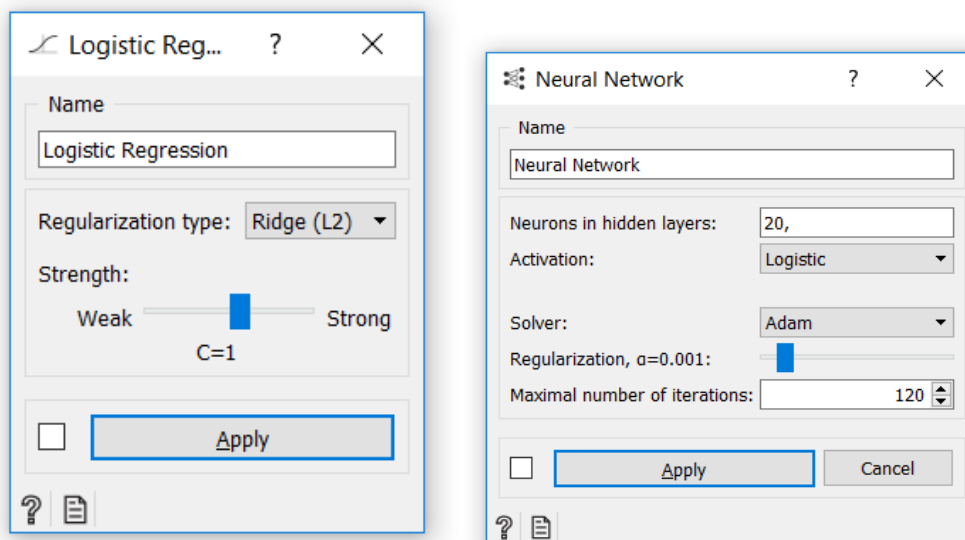 Logistic Reg... ?
Name
Logistic Regression
Regularization type: Ridge (L2)
Strength:
Weak Strong
C=1
Apply
?
Neural Network ?
Name
Neural Network
Neurons in hidden layers: 20,
Activation: Logistic
Solver: Adam
Regularization, α=0.001:
Maximal number of iterations: 120
Apply Cancel
?